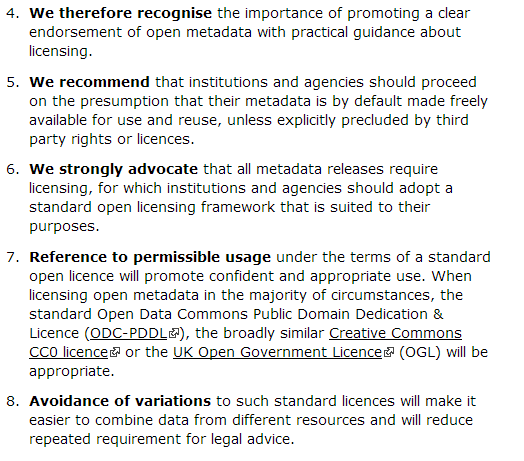 4. We therefore recognise the importance of promoting a clear
endorsement of open metadata with practical guidance about
licensing.
5. We recommend that institutions and agencies should proceed
on the presumption that their metadata is by default made freely
available for use and reuse, unless explicitly precluded by third
party rights or licences.
6. We strongly advocate that all metadata releases require
licensing, for which institutions and agencies should adopt a
standard open licensing framework that is suited to their
purposes.
7. Reference to permissible usage under the terms of a standard
open licence will promote confident and appropriate use. When
licensing open metadata in the majority of circumstances, the
standard Open Data Commons Public Domain Dedication &
Licence (ODC-PDDL), the broadly similar Creative Commons
CC0 licence or the UK Open Government Licence (OGL) will be
appropriate.
8. Avoidance of variations to such standard licences will make it
easier to combine data from different resources and will reduce
repeated requirement for legal advice.